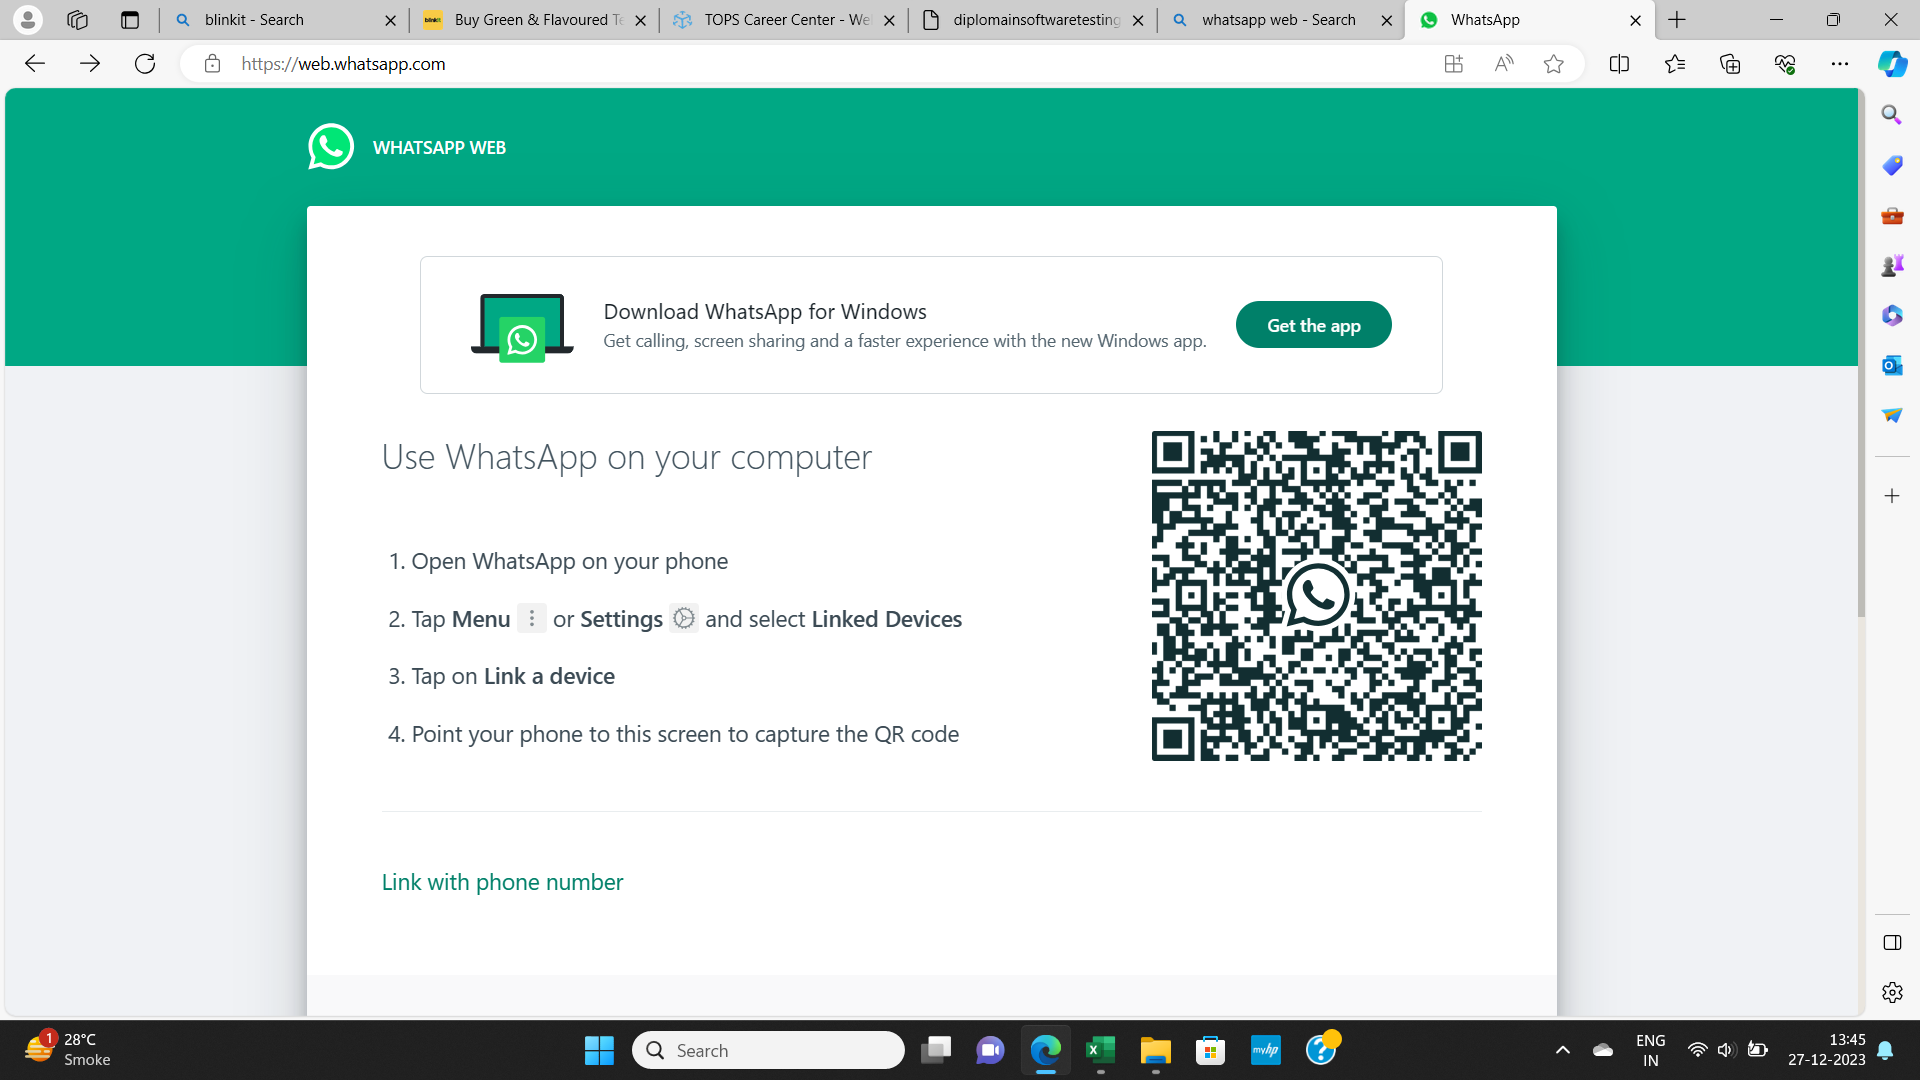 blinkit - Search
Buy Green & Flavoured Te
TOPS Career Center - We
diplomainsoftwaretesting
whatsapp web - Search
WhatsApp
https://web.whatsapp.com
WHATSAPP WEB
Download WhatsApp for Windows
Get calling, screen sharing and a faster experience with the new Windows app.
Get the app
Use WhatsApp on your computer
1. Open WhatsApp on your phone
2. Tap Menu or Settings and select Linked Devices
3. Tap on Link a device
4. Point your phone to this screen to capture the QR code
Link with phone number
1
28°C
Smoke
Search
myhp
ENG
IN
13:45
27-12-2023